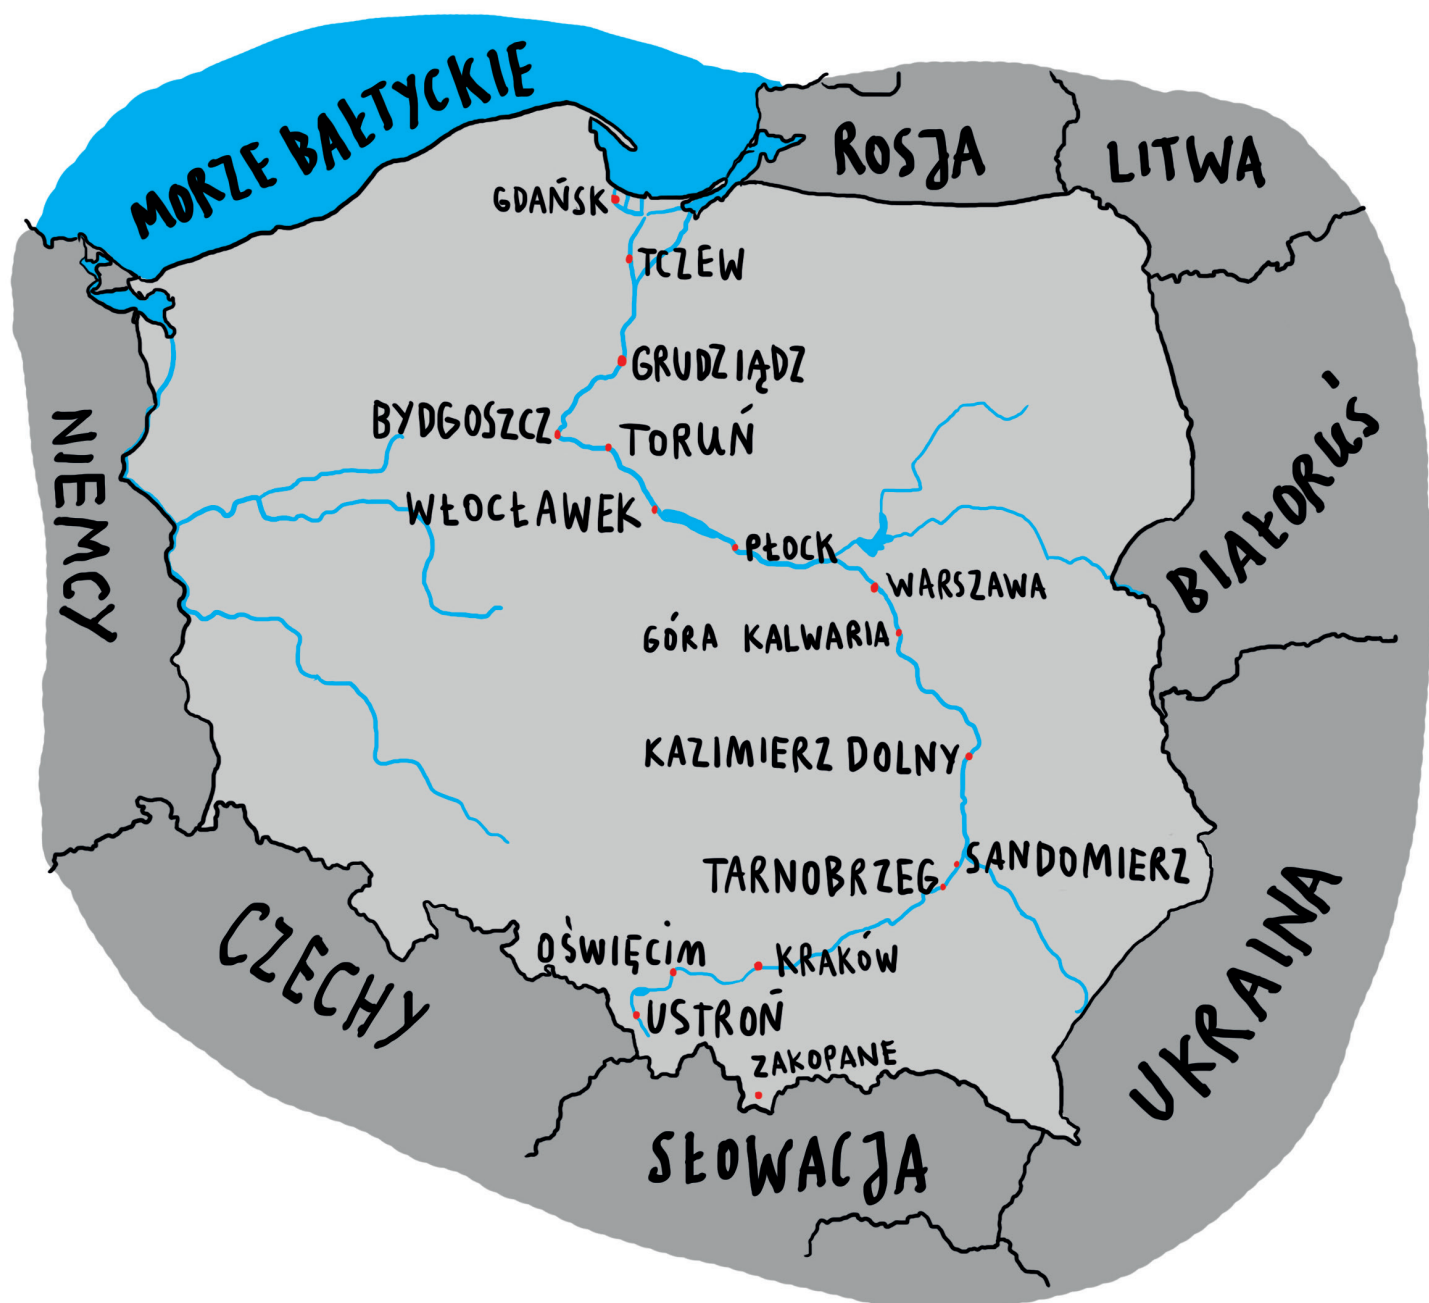 MORZE BAŁTYCKIE
ROSJA
LITWA
GDAŃSK
TCZEW
GRUDZIĄDZ
BYDGOSZCZ
TORUŃ
NIEMCY
WŁOCŁAWEK
BIAŁORUŚ
PŁOCK
WARSZAWA
GÓRA KALWARIA
KAZIMIERZ DOLNY
SANDOMIERZ
TARNOBRZEG
CZECHY
OŚWIĘCIM
KRAKÓW
UKRAINA
USTROŃ
ZAKOPANE
SŁOWACJA